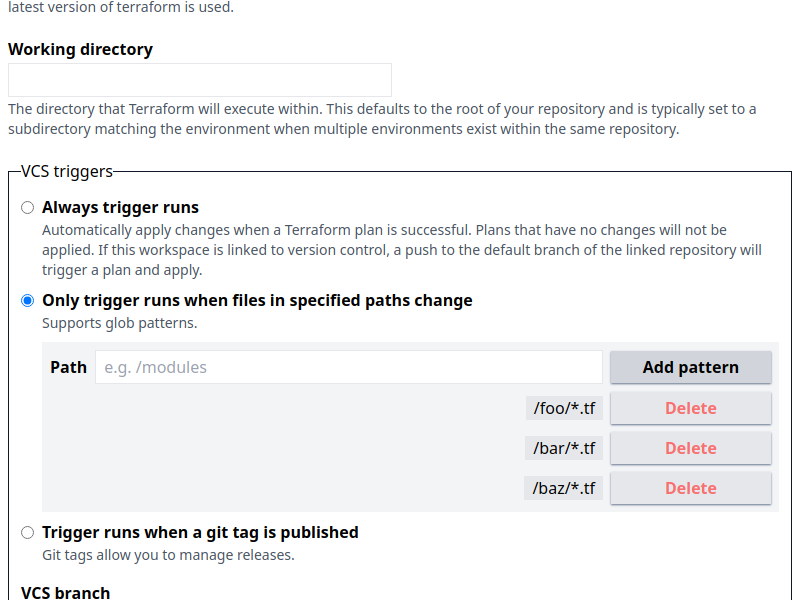 latest version of terraform is used.
Working directory
The directory that Terraform will execute within. This defaults to the root of your repository and is typically set to a
subdirectory matching the environment when multiple environments exist within the same repository.
VCS triggers
Always trigger runs
Automatically apply changes when a Terraform plan is successful. Plans that have no changes will not be
applied. If this workspace is linked to version control, a push to the default branch of the linked repository will
trigger a plan and apply.
Only trigger runs when files in specified paths change
Supports glob patterns.
Path e.g. /modules Add pattern
/foo/*.tf Delete
/bar/*.tf Delete
/baz/*.tf Delete
Trigger runs when a git tag is published
Git tags allow you to manage releases.
VCS branch